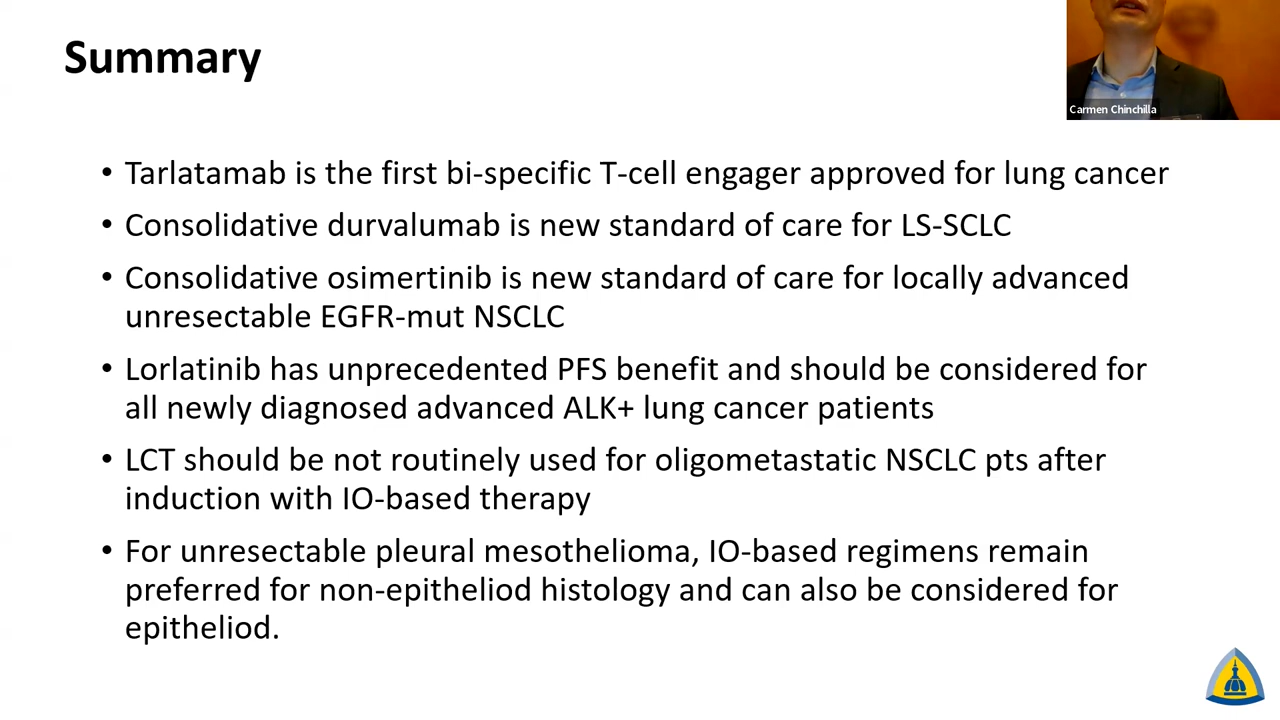 Summary
Carmen Chinchilla
• Tarlatamab is the first bi-specific T-cell engager approved for lung cancer
• Consolidative durvalumab is new standard of care for LS-SCLC
• Consolidative osimertinib is new standard of care for locally advanced
unresectable EGFR-mut NSCLC
• Lorlatinib has unprecedented PFS benefit and should be considered for
all newly diagnosed advanced ALK+ lung cancer patients
• LCT should be not routinely used for oligometastatic NSCLC pts after
induction with IO-based therapy
• For unresectable pleural mesothelioma, IO-based regimens remain
preferred for non-epitheliod histology and can also be considered for
epitheliod.